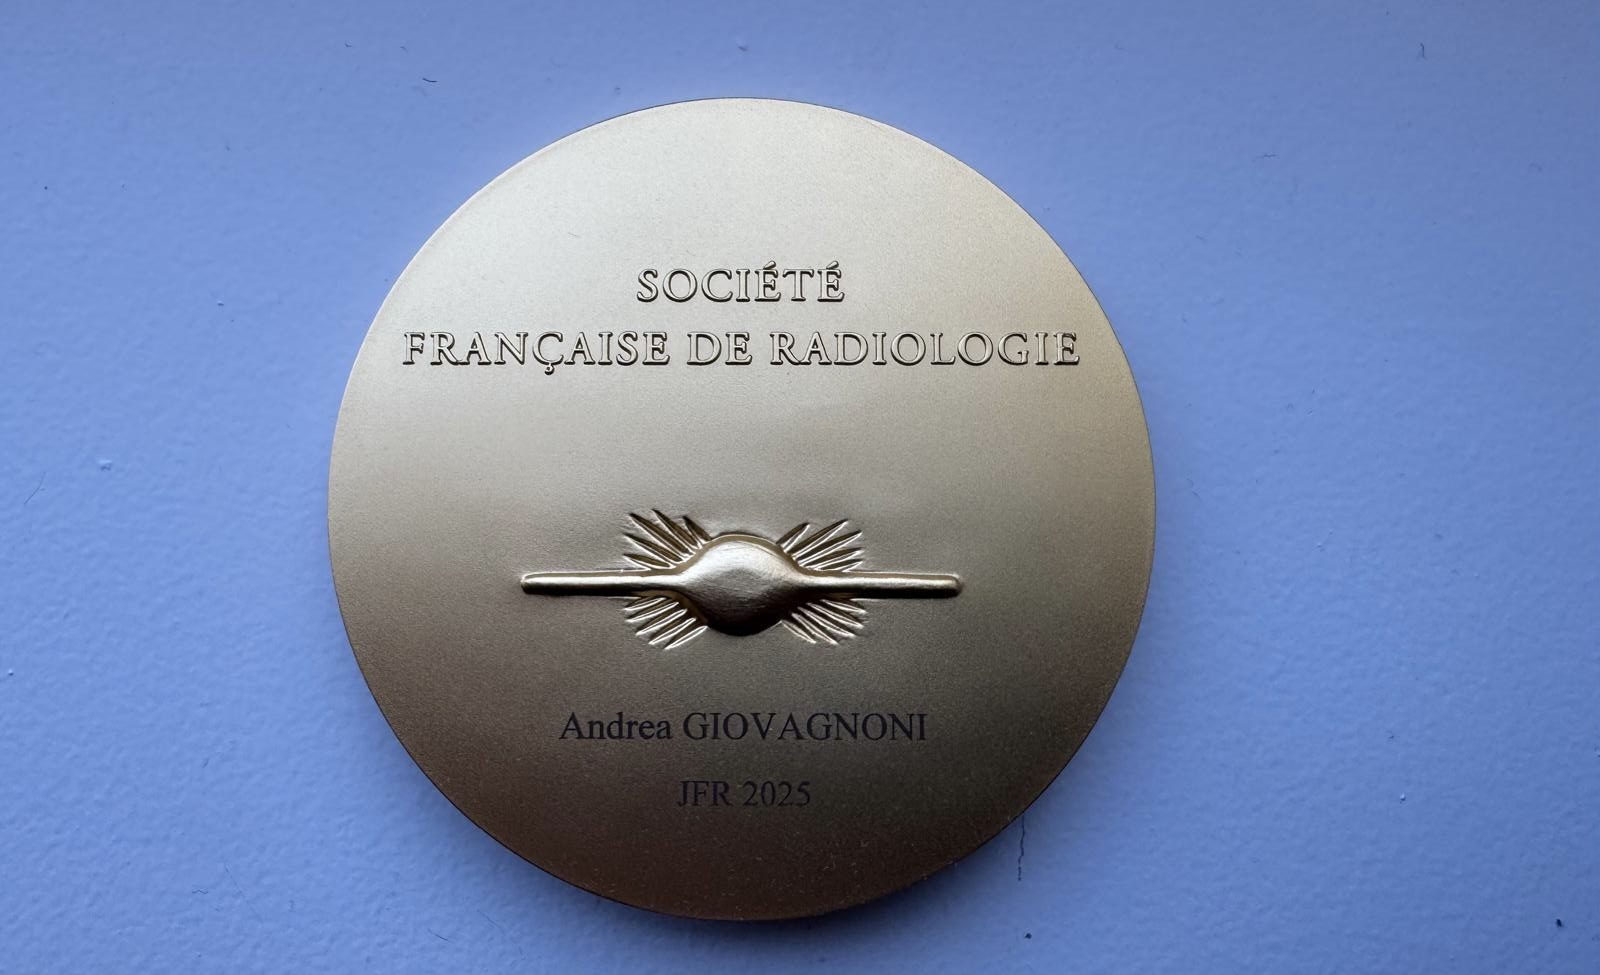 SOCIÉTÉ
FRANÇAISE DE RADIOLOGIE
Andrea GIOVAGNONI
JFR 2025